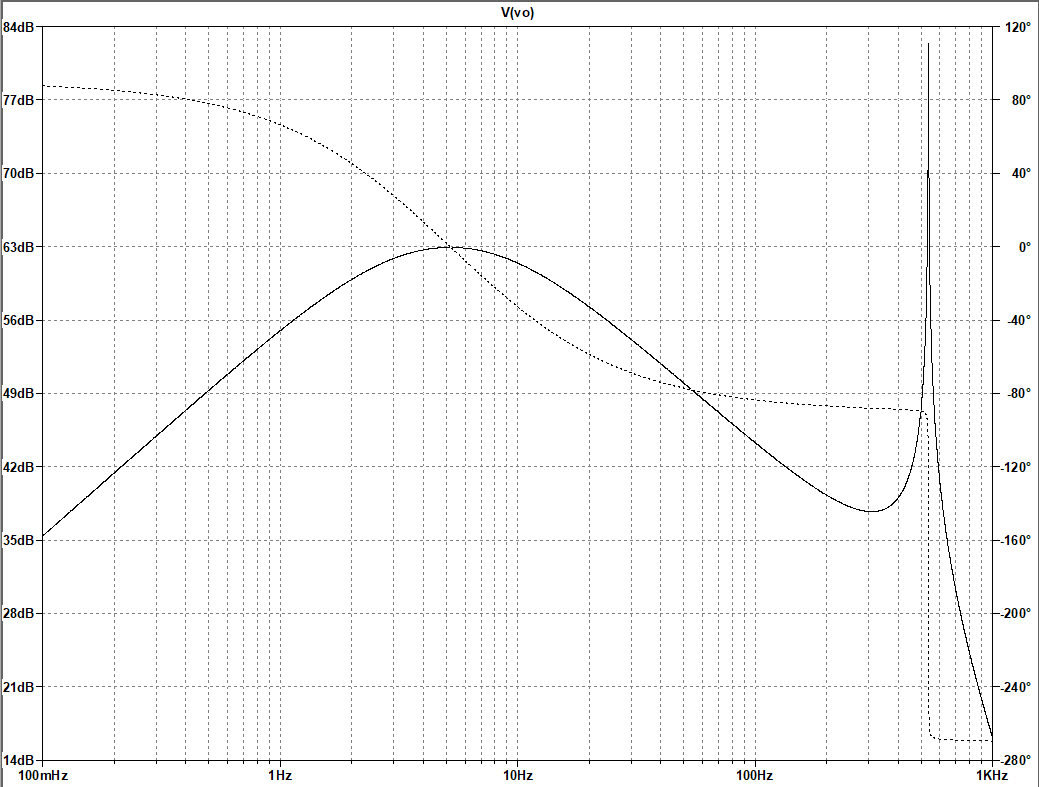 V(vo)
84dB 120°
77dB 80°
70dB 40°
63dB 0°
56dB -40°
49dB -80°
42dB -120°
35dB -160°
28dB -200°
21dB -240°
14dB -280°
100mHz 1Hz 10Hz 100Hz 1KHz